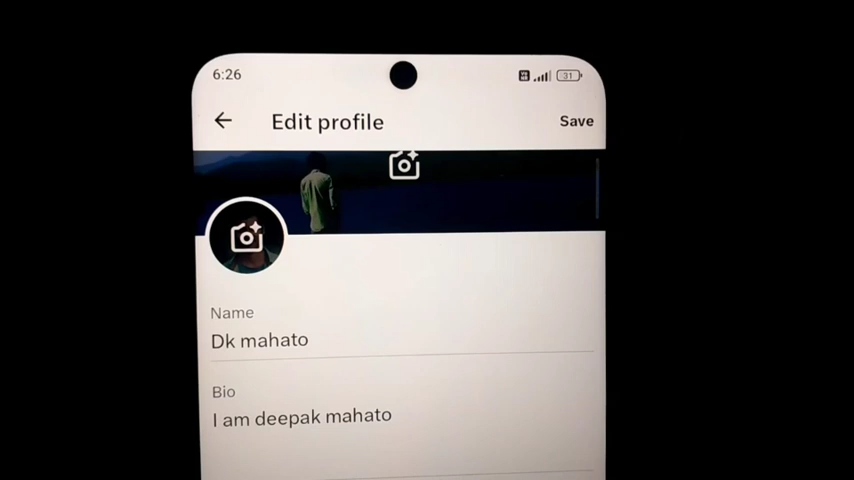 6:26
31
Edit profile
Save
Name
Dk mahato
Bio
I am deepak mahato